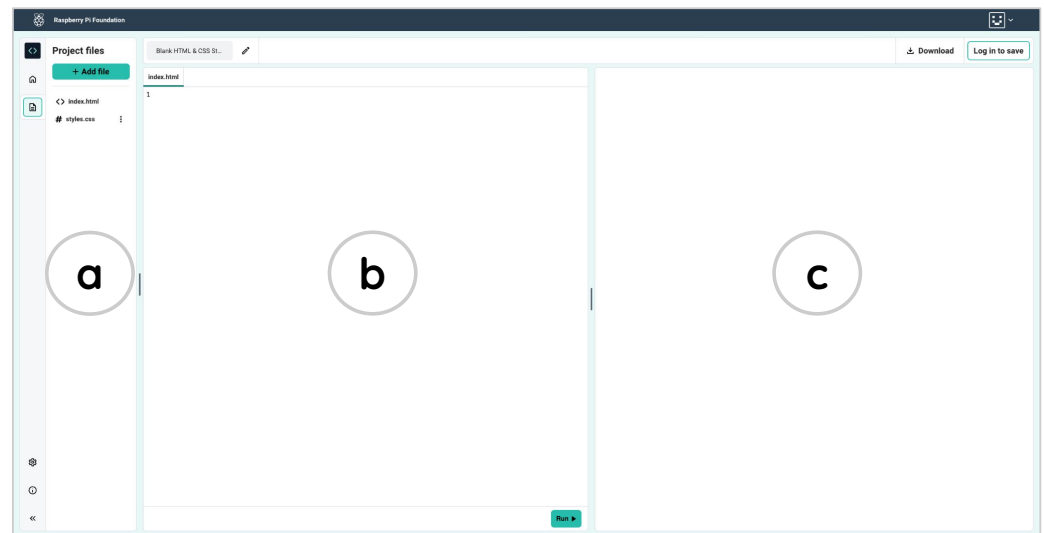 Raspberry Pi Foundation
Project files
+ Add file
<> index.html
# styles.css
Blank HTML & CSS St...
Download
Log in to save
index.html
1
a
b
c
Run